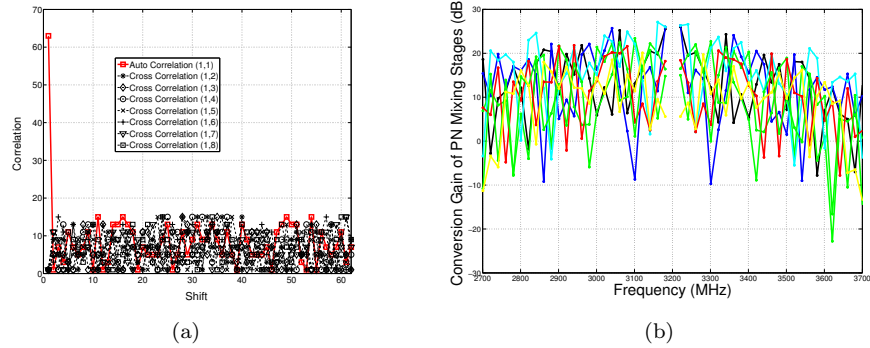 70
60
50
40
30
20
10
0
Correlation
0 10 20 30 40 50 60
Shift
Auto Correlation (1,1)
Cross Correlation (1,2)
Cross Correlation (1,3)
Cross Correlation (1,4)
Cross Correlation (1,5)
Cross Correlation (1,6)
Cross Correlation (1,7)
Cross Correlation (1,8)
(a)
Conversion Gain of PN Mixing Stages (dB)
30
20
10
0
-10
-20
-30
2700 2800 2900 3000 3100 3200 3300 3400 3500 3600 3700
Frequency (MHz)
(b)